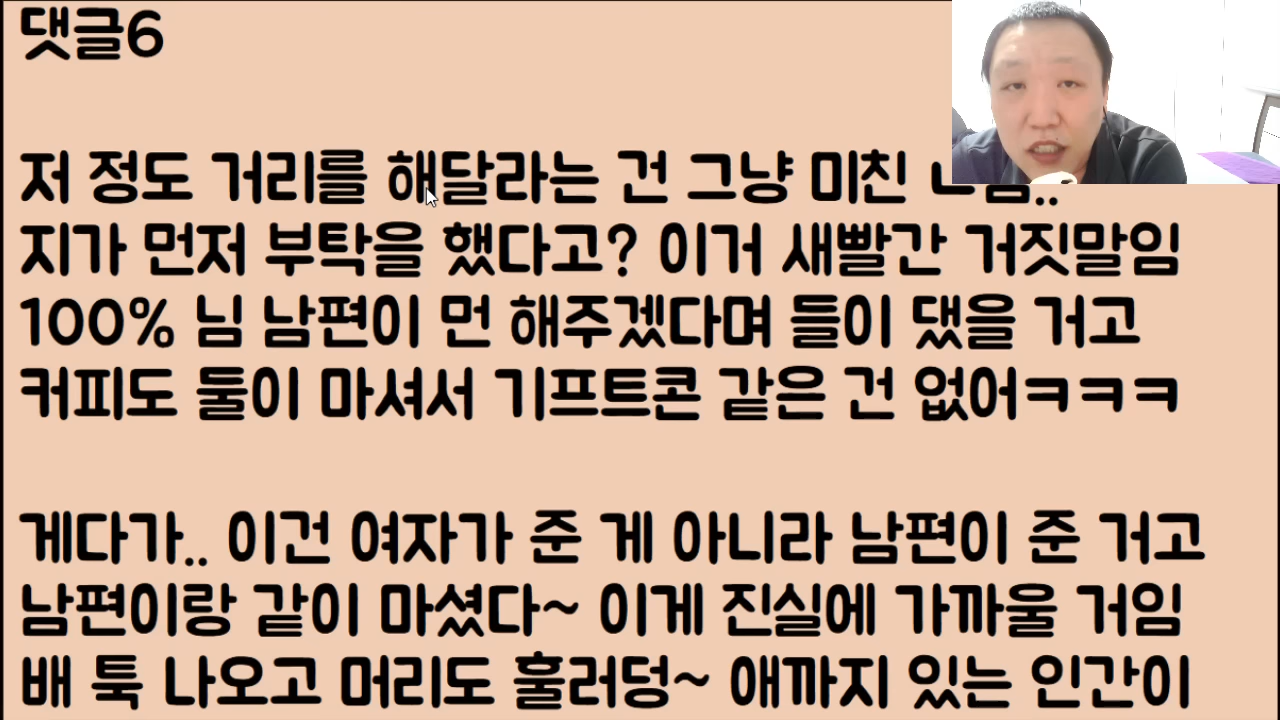 댓글6
저 정도 거리를 해달라는 건 그냥 미친
지가 먼저 부탁을 했다고? 이거 새빨간 거짓말임
100% 님 남편이 먼 해주겠다며 들이 댔을 거고
커피도 둘이 마셔서 기프트콘 같은 건 없어ㅋㅋㅋ
게다가.. 이건 여자가 준 게 아니라 남편이 준 거고
남편이랑 같이 마셨다~ 이게 진실에 가까울 거임
배 툭 나오고 머리도 훌러덩~ 애까지 있는 인간이